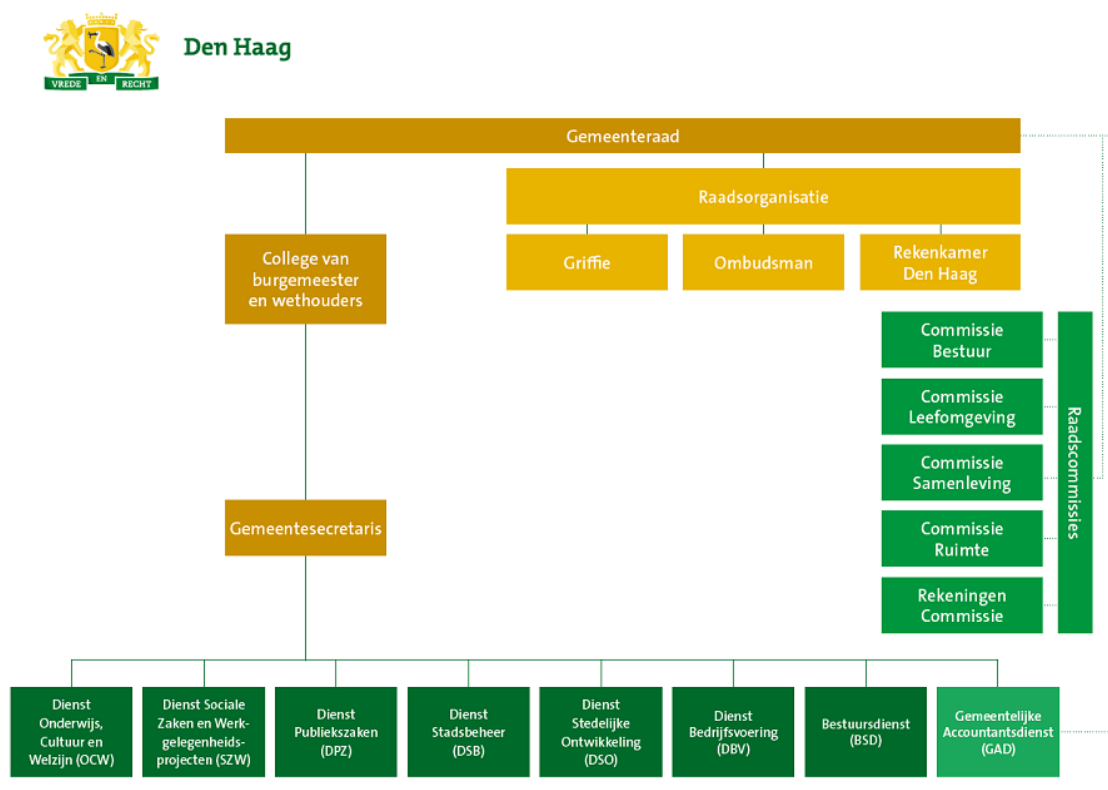 VREDE EN RECHT
Den Haag
Gemeenteraad
Raadsorganisatie
College van
burgemeester
en wethouders
Griffie
Ombudsman
Rekenkamer
Den Haag
Commissie
Bestuur
Commissie
Leefomgeving
Commissie
Samenleving
Commissie
Ruimte
Rekeningen
Commissie
Raadscommissies
Gemeentesecretaris
Dienst
Onderwijs,
Cultuur en
Welzijn (OCW)
Dienst Sociale
Zaken en Werk-
gelegenheids-
projecten (SZW)
Dienst
Publiekszaken
(DPZ)
Dienst
Stadsbeheer
(DSB)
Dienst
Stedelijke
Ontwikkeling
(DSO)
Dienst
Bedrijfsvoering
(DBV)
Bestuursdienst
(BSD)
Gemeentelijke
Accountantsdienst
(GAD)